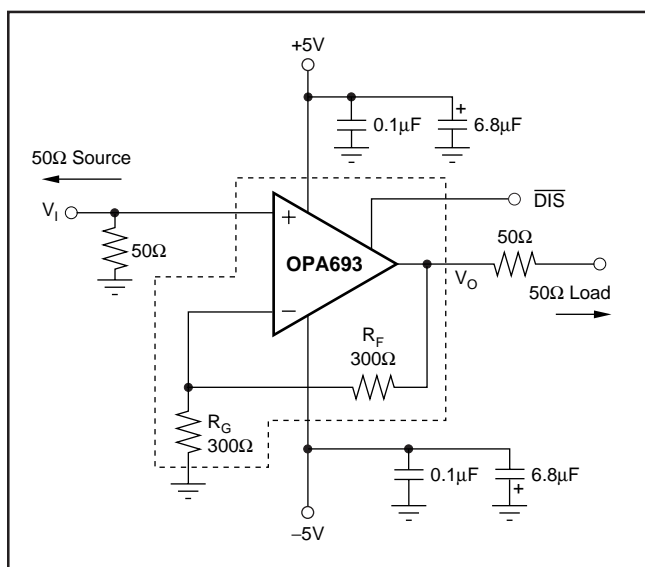 +5V
+
0.1μF
6.8μF
50Ω Source
V_I
50Ω
+
OPA693
−
DIS
50Ω
V_O
50Ω Load
R_F
300Ω
R_G
300Ω
0.1μF
6.8μF
+
−5V